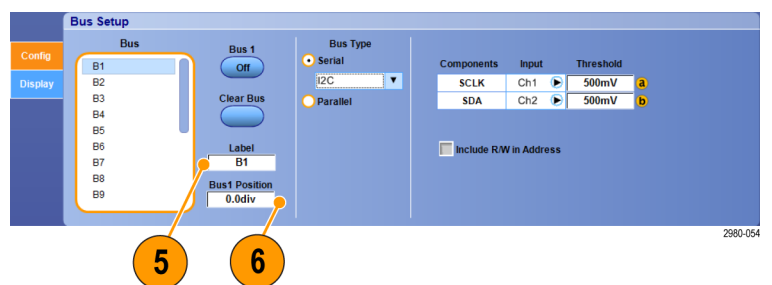 Bus Setup
Config
Display
Bus
B1
B2
B3
B4
B5
B6
B7
B8
B9
Bus 1
Off
Clear Bus
Label
B1
Bus1 Position
0.0div
Bus Type
Serial
I2C
Parallel
Components Input Threshold
SCLK Ch1 500mV a
SDA Ch2 500mV b
Include R/W in Address
2980-054
5 6